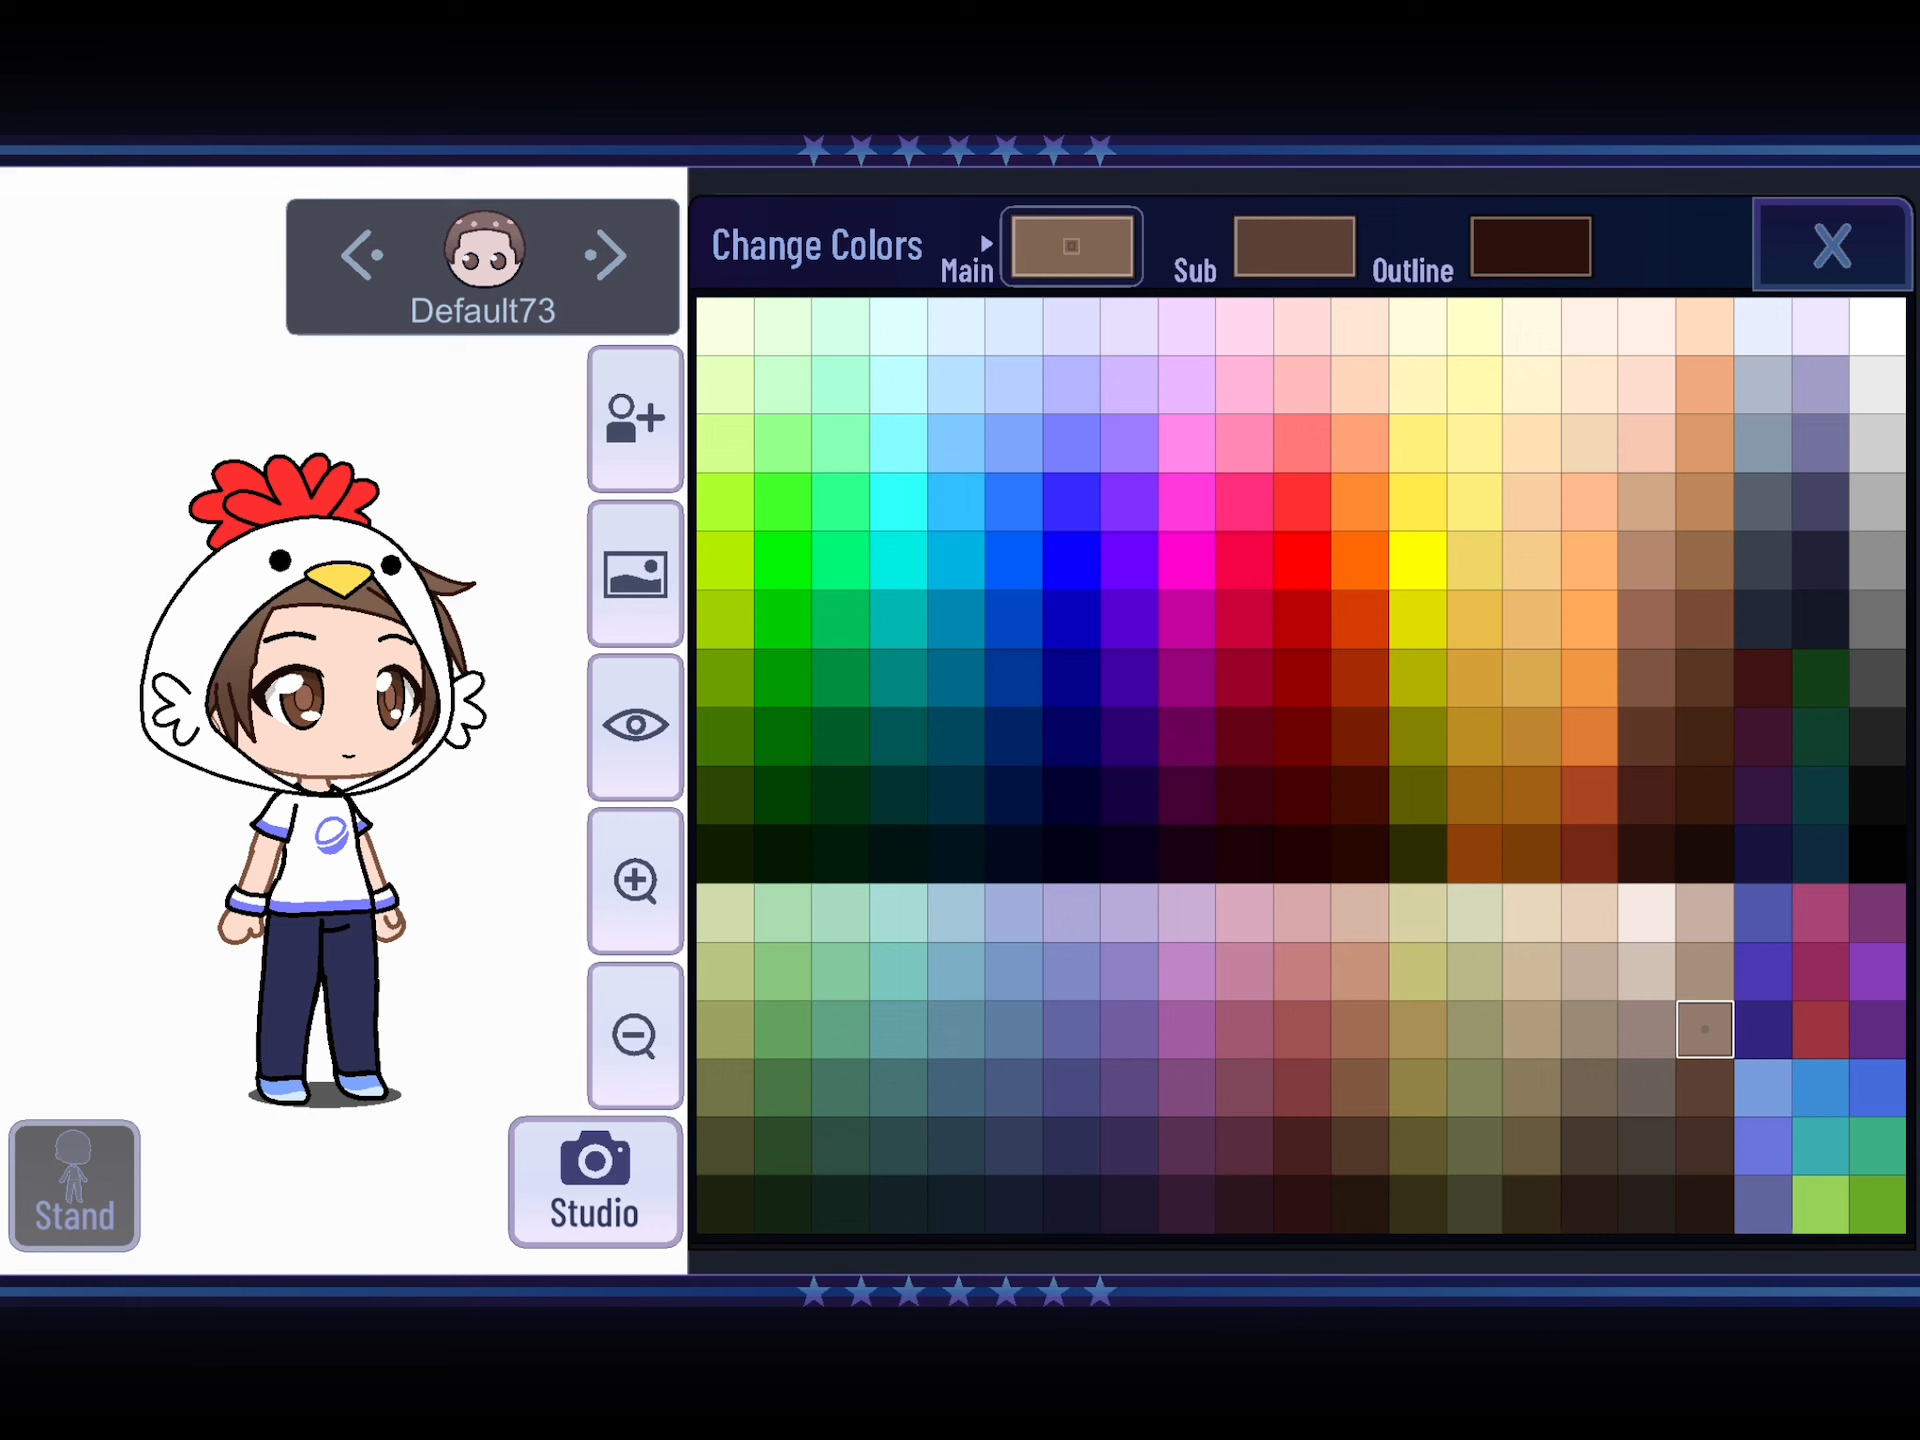 Default73
Change Colors
Main
Sub
Outline
X
Stand
Studio